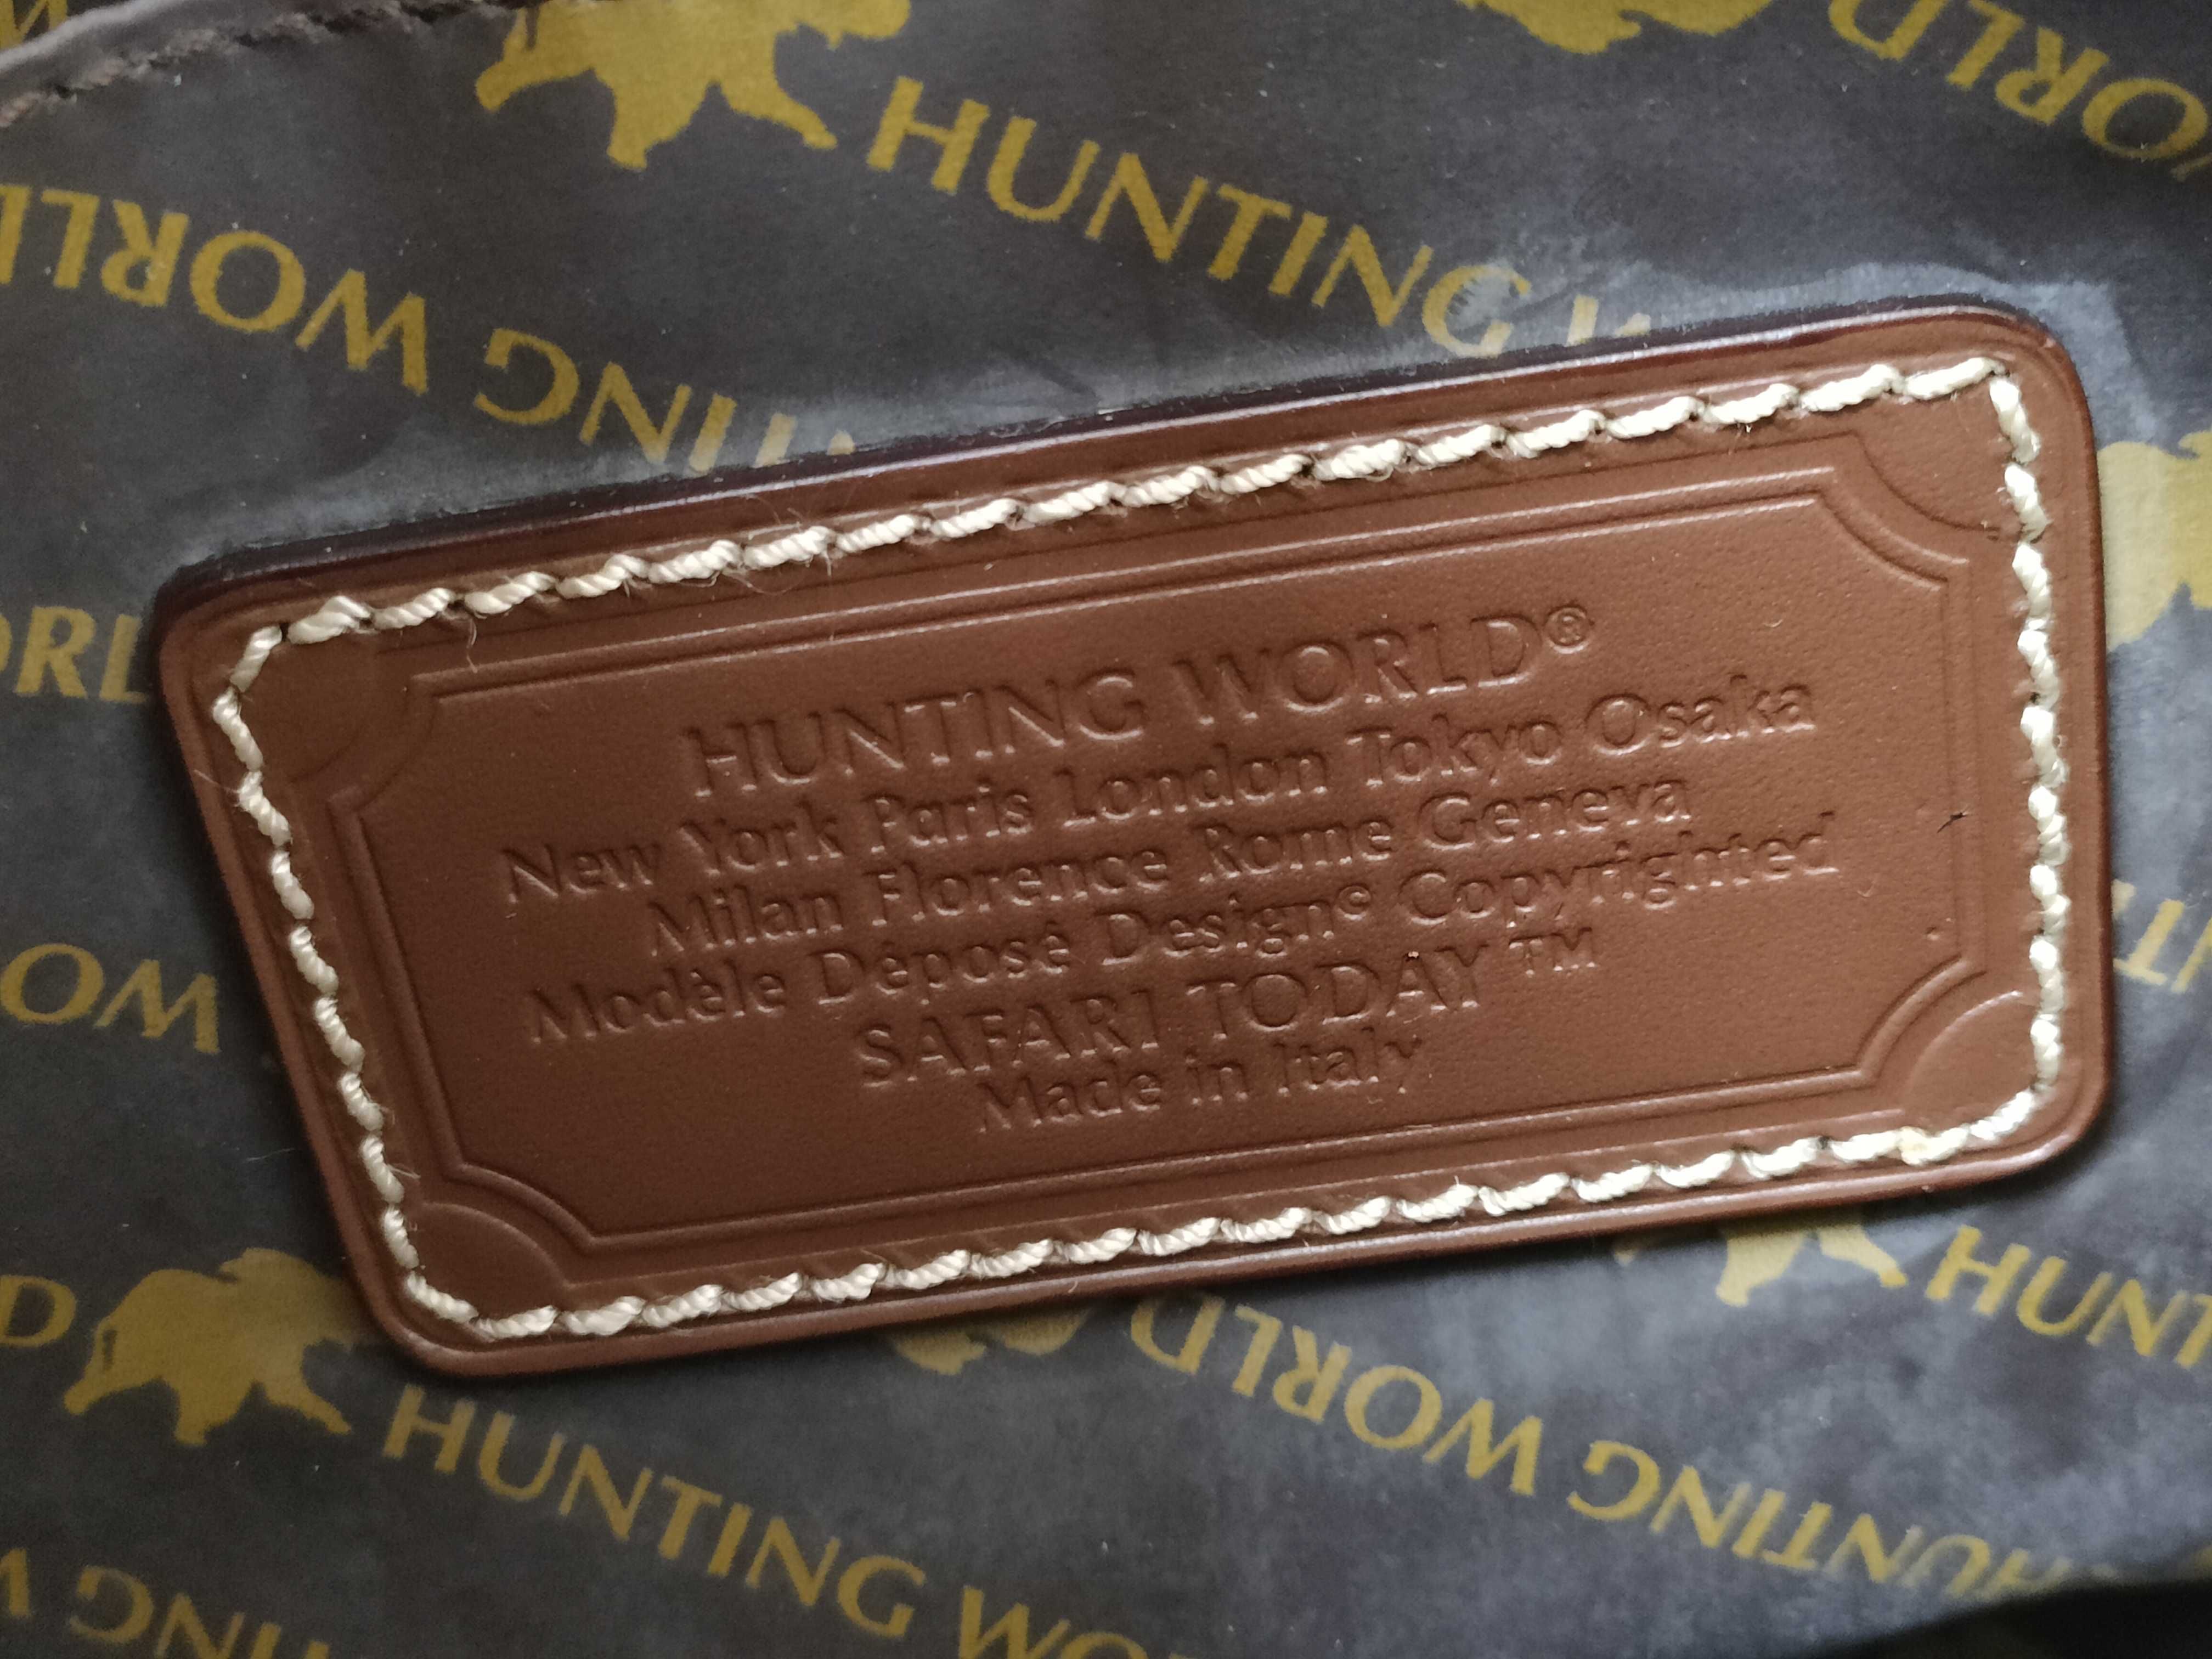 HUNTING
WORLD
WORLD
HUNTING WORLD®
New York Paris London Tokyo Osaka
Milan Florence Rome Geneva
Modèle Déposé Design© Copyrighted
SAFARI TODAY™
Made in Italy
HUNTING
HUNTING WORLD